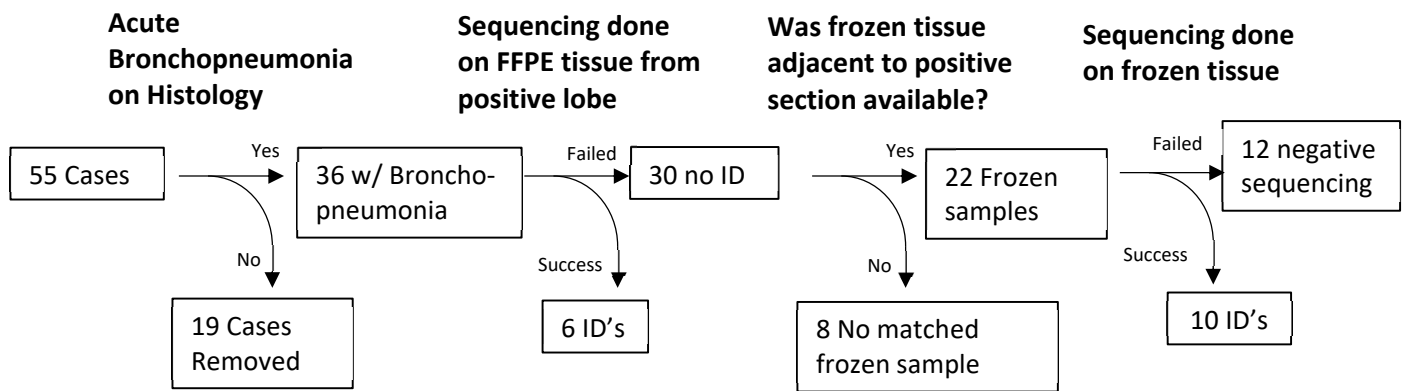 Acute
Bronchopneumonia
on Histology
Sequencing done
on FFPE tissue from
positive lobe
Was frozen tissue
adjacent to positive
section available?
Sequencing done
on frozen tissue
55 Cases
Yes
No
36 w/ Broncho-
pneumonia
19 Cases
Removed
Failed
Success
30 no ID
6 ID’s
Yes
No
22 Frozen
samples
8 No matched
frozen sample
Failed
Success
12 negative
sequencing
10 ID’s